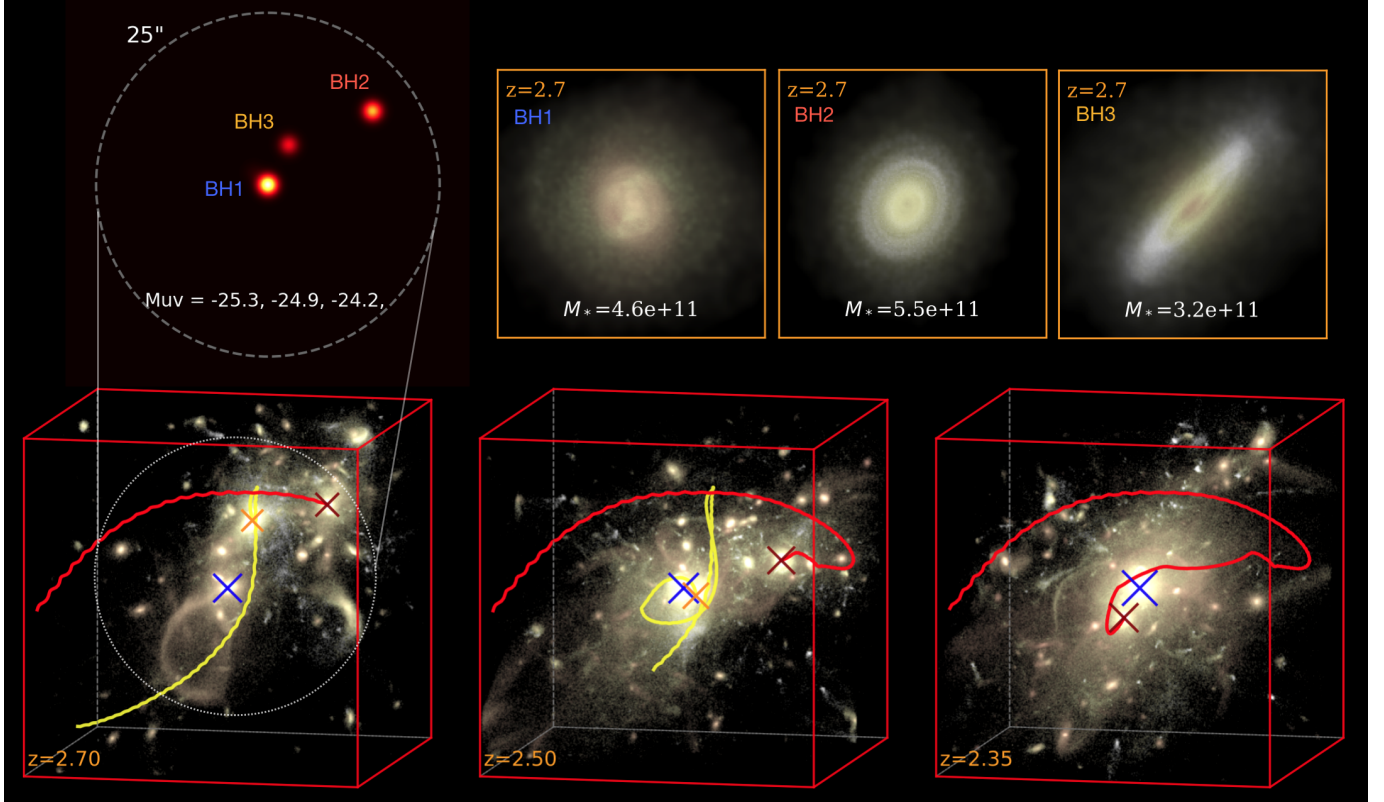 25"
BH2
BH3
BH1
Muv = -25.3, -24.9, -24.2,
z=2.7
BH1
M*=4.6e+11
z=2.7
BH2
M*=5.5e+11
z=2.7
BH3
M*=3.2e+11
z=2.70
z=2.50
z=2.35